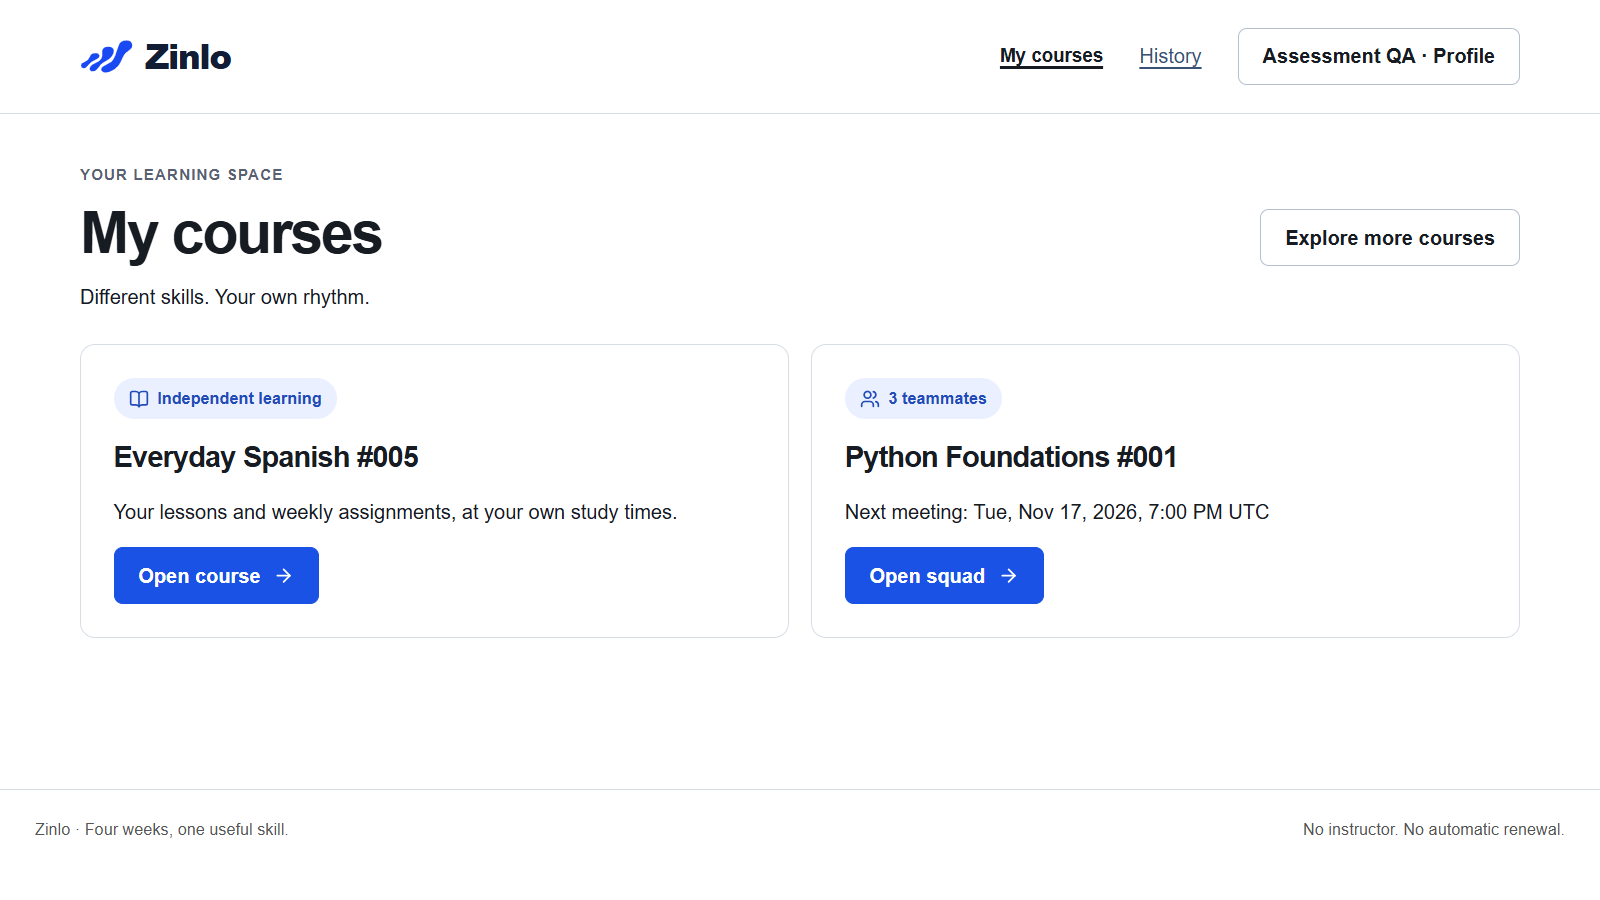 Zinlo
My courses
History
Assessment QA · Profile
YOUR LEARNING SPACE
My courses
Explore more courses
Different skills. Your own rhythm.
Independent learning
Everyday Spanish #005
Your lessons and weekly assignments, at your own study times.
Open course
3 teammates
Python Foundations #001
Next meeting: Tue, Nov 17, 2026, 7:00 PM UTC
Open squad
Zinlo · Four weeks, one useful skill.
No instructor. No automatic renewal.